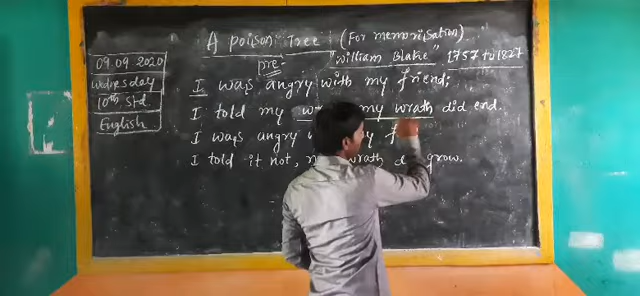 A Poison Tree (For memorisation)
pre-
"William Blake" 1757 to 1827
09.09.2020
Wednesday
10th Std
English
I was angry with my friend;
I told my my wrath did end.
I was angry
I told it not, wrath grow.